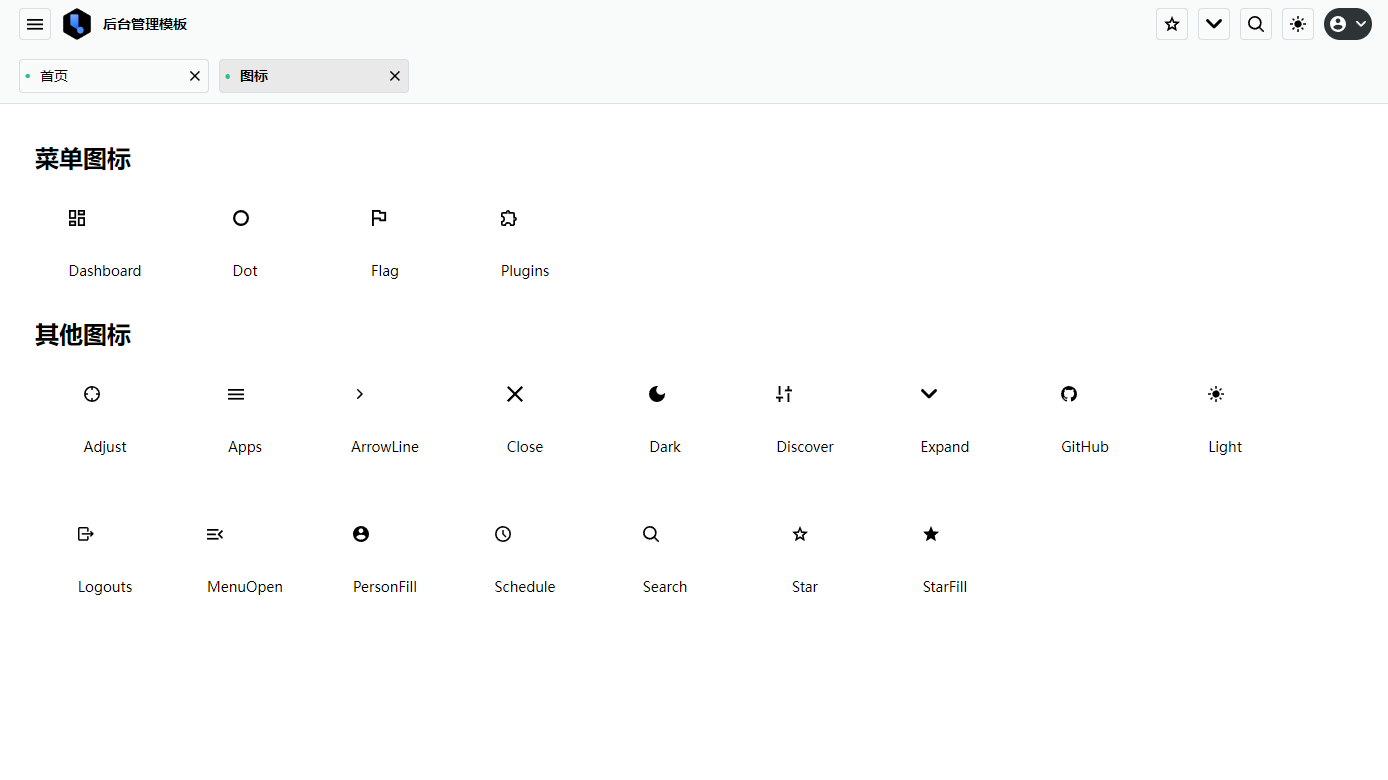 后台管理模板
首页
图标
菜单图标
Dashboard
Dot
Flag
Plugins
其他图标
Adjust
Apps
ArrowLine
Close
Dark
Discover
Expand
GitHub
Light
Logouts
MenuOpen
PersonFill
Schedule
Search
Star
StarFill